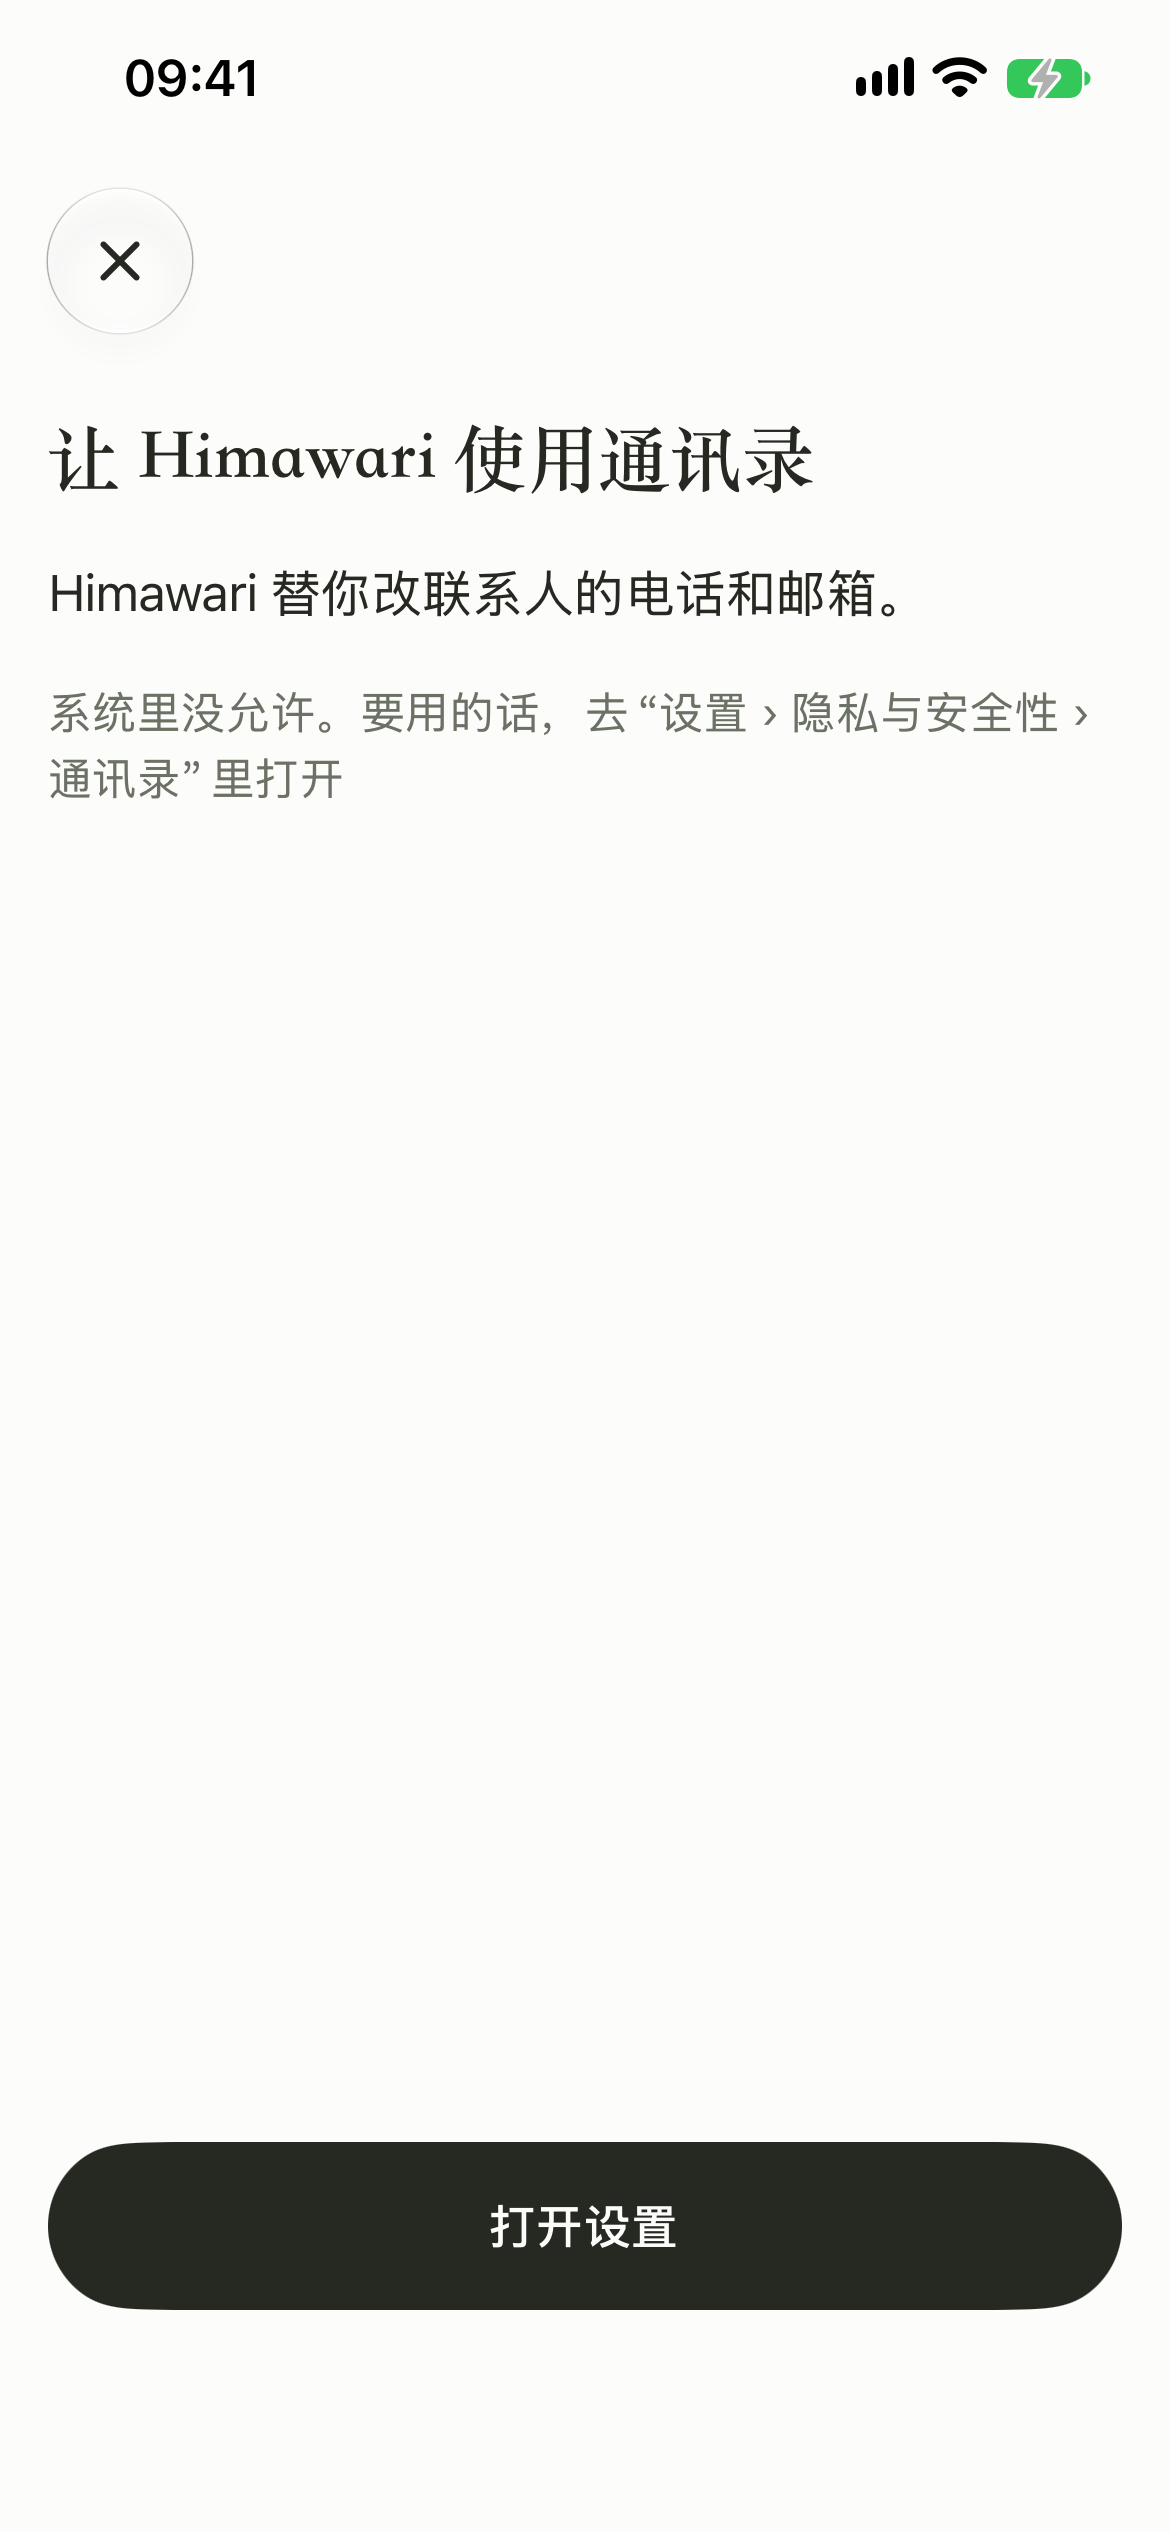 09:41
让 Himawari 使用通讯录
Himawari 替你改联系人的电话和邮箱。
系统里没允许。要用的话，去 “设置 › 隐私与安全性 ›
通讯录” 里打开
打开设置